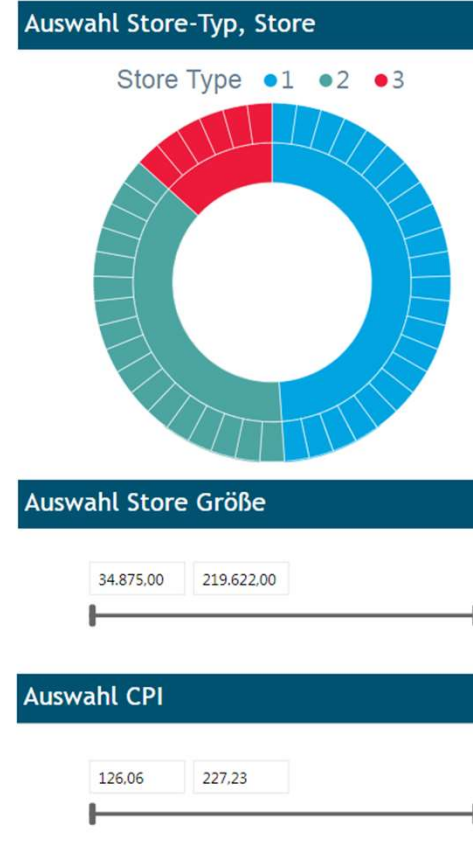 Auswahl Store-Typ, Store
Store Type 1 2 3
Auswahl Store Größe
34.875,00 219.622,00
Auswahl CPI
126,06 227,23